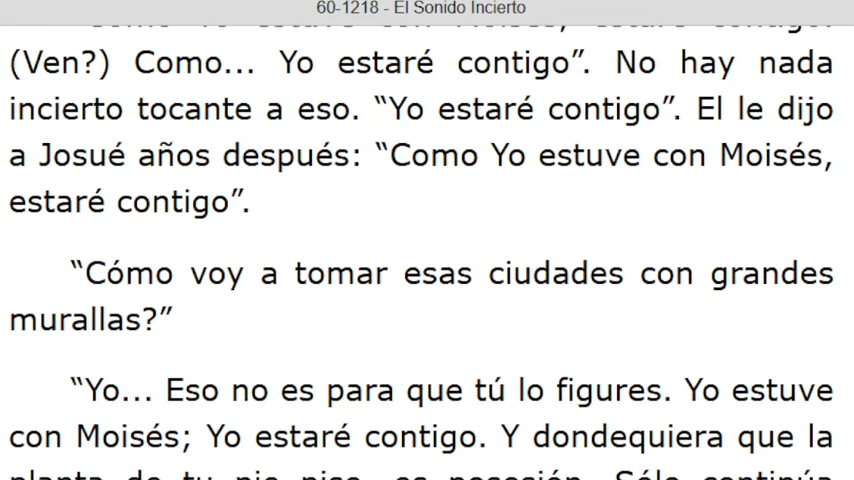 60-1218 - El Sonido Incierto
(Ven?) Como... Yo estaré contigo”. No hay nada
incierto tocante a eso. “Yo estaré contigo”. El le dijo
a Josué años después: “Como Yo estuve con Moisés,
estaré contigo”.
“Cómo voy a tomar esas ciudades con grandes
murallas?”
“Yo... Eso no es para que tú lo figures. Yo estuve
con Moisés; Yo estaré contigo. Y dondequiera que la